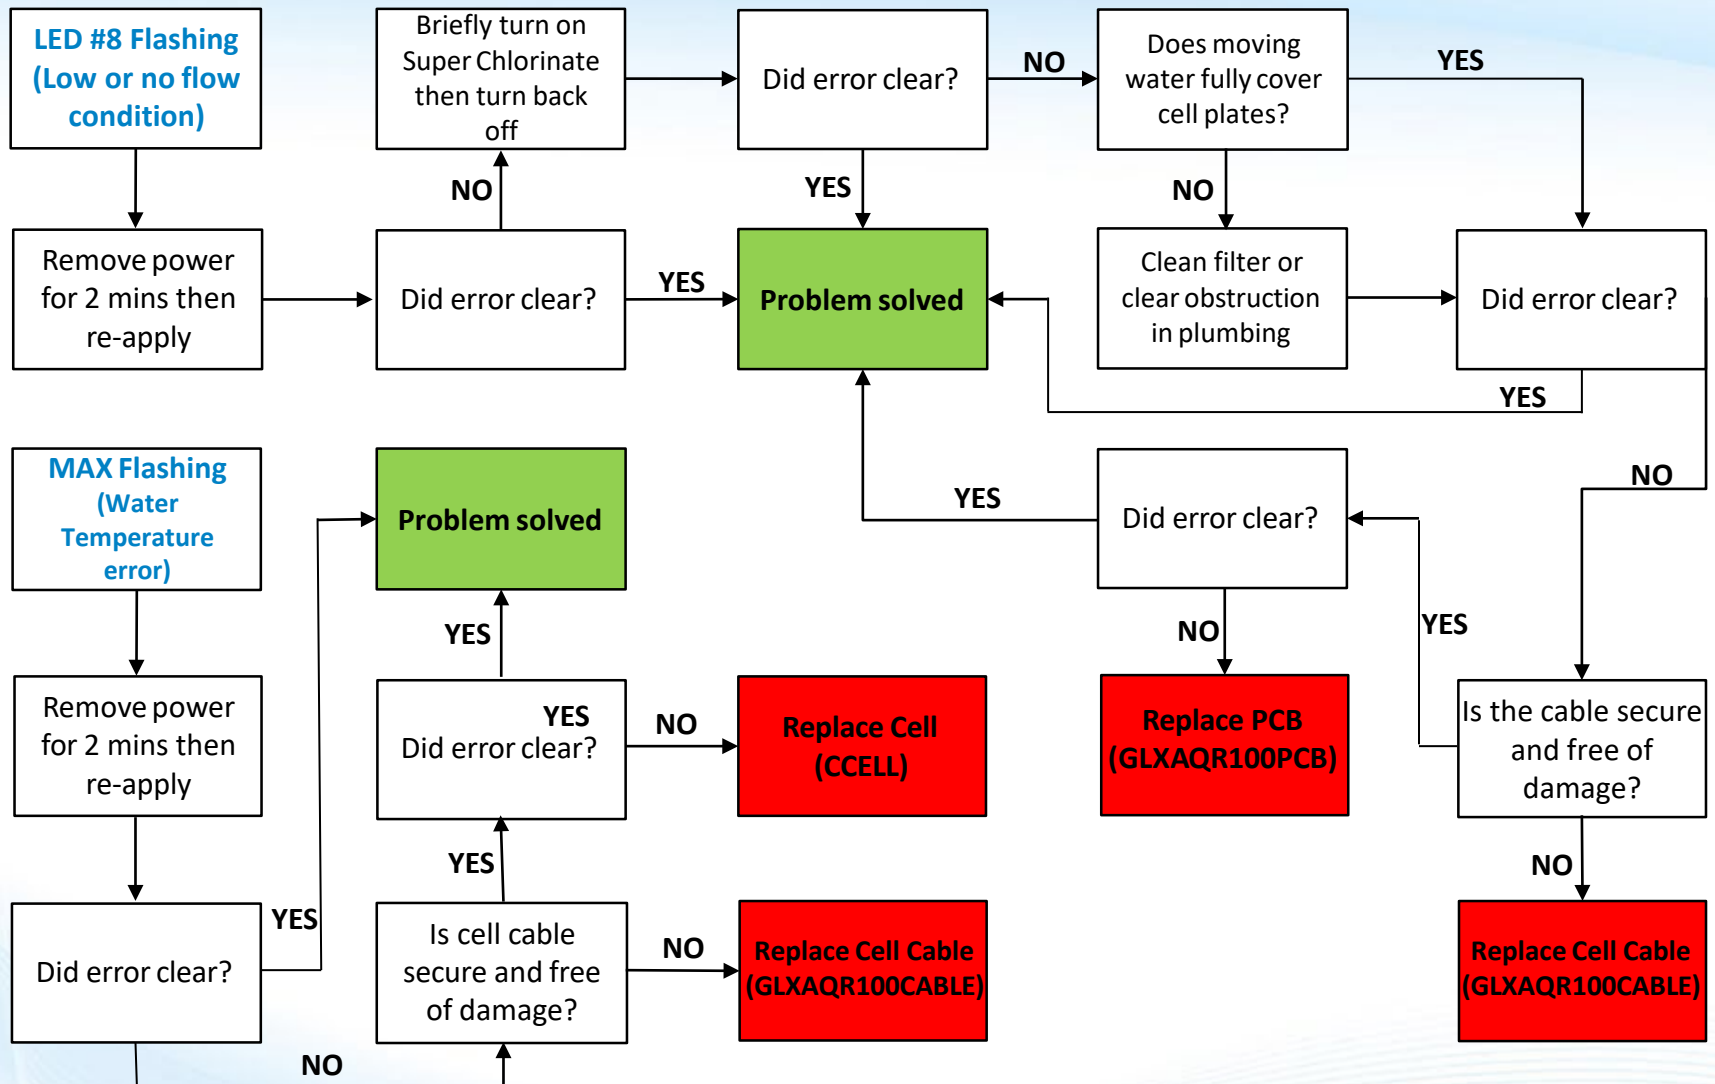 LED #8 Flashing
(Low or no flow
condition)
Briefly turn on
Super Chlorinate
then turn back
off
Did error clear?
NO
Does moving
water fully cover
cell plates?
YES
NO
YES
NO
Remove power
for 2 mins then
re-apply
Did error clear?
YES
Problem solved
Clean filter or
clear obstruction
in plumbing
Did error clear?
YES
NO
MAX Flashing
(Water
Temperature
error)
Problem solved
YES
Did error clear?
YES
NO
YES
Remove power
for 2 mins then
re-apply
YES
Did error clear?
NO
Replace Cell
(CCELL)
Replace PCB
(GLXAQR100PCB)
Is the cable secure
and free of
damage?
YES
NO
Did error clear?
YES
Is cell cable
secure and free
of damage?
NO
Replace Cell Cable
(GLXAQR100CABLE)
Replace Cell Cable
(GLXAQR100CABLE)
NO